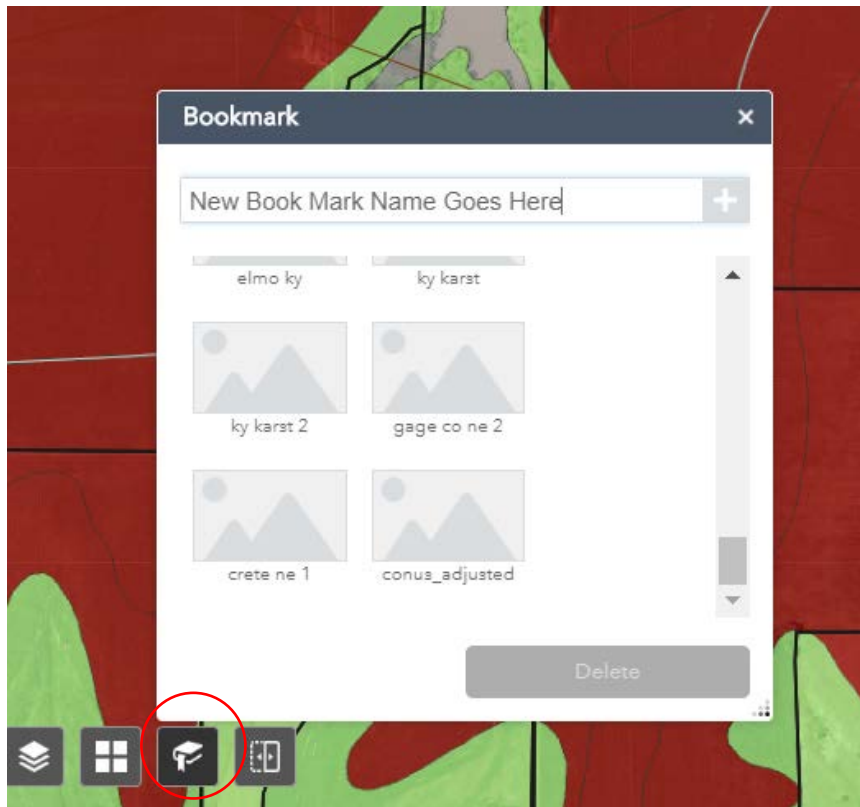 Bookmark
New Book Mark Name Goes Here
elmo ky ky karst
ky karst 2 gage co ne 2
crete ne 1 conus_adjusted
Delete